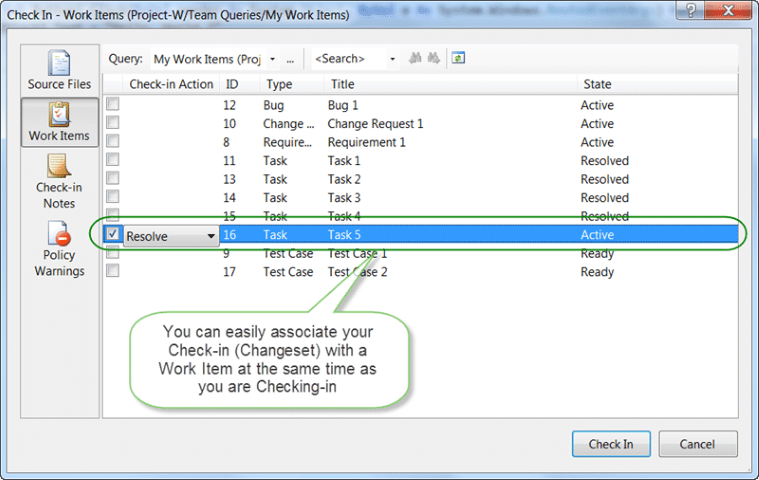 Check In - Work Items (Project-W/Team Queries/My Work Items)
Query: My Work Items (Proj ... <Search>
Source Files
Work Items
Check-in
Notes
Policy
Warnings
Check-in Action ID Type Title State
12 Bug Bug 1 Active
10 Change ... Change Request 1 Active
8 Require... Requirement 1 Active
11 Task Task 1 Resolved
13 Task Task 2 Resolved
14 Task Task 3 Resolved
15 Task Task 4 Resolved
Resolve 16 Task Task 5 Active
9 Test Case Test Case 1 Ready
17 Test Case Test Case 2 Ready
You can easily associate your
Check-in (Changeset) with a
Work Item at the same time as
you are Checking-in
Check In Cancel